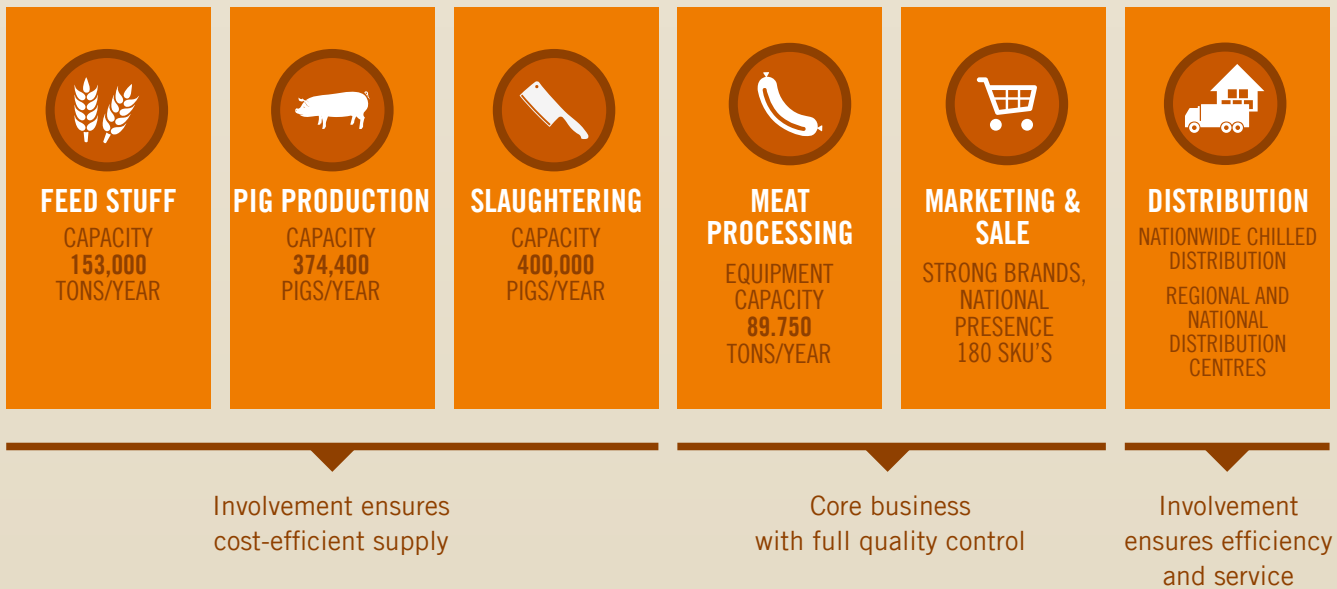 FEED STUFF
CAPACITY
153,000
TONS/YEAR
PIG PRODUCTION
CAPACITY
374,400
PIGS/YEAR
SLAUGHTERING
CAPACITY
400,000
PIGS/YEAR
MEAT
PROCESSING
EQUIPMENT
CAPACITY
89.750
TONS/YEAR
MARKETING &
SALE
STRONG BRANDS,
NATIONAL
PRESENCE
180 SKU'S
DISTRIBUTION
NATIONWIDE CHILLED
DISTRIBUTION
REGIONAL AND
NATIONAL
DISTRIBUTION
CENTRES
Involvement ensures
cost-efficient supply
Core business
with full quality control
Involvement
ensures efficiency
and service